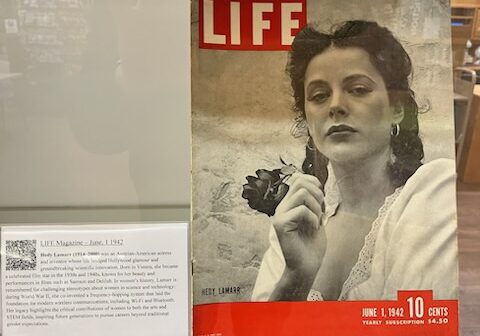 LIFE
HEDY LAMARR
JUNE 1, 1942 10 CENTS
YEARLY SUBSCRIPTION $4.50
LIFE Magazine – June, 1 1942
Hedy Lamarr (1914-2000) was an Austrian-American actress
and inventor whose life bridged Hollywood glamour and
groundbreaking scientific innovation. Born in Vienna, she became
a celebrated film star in the 1930s and 1940s, known for her beauty and
performances in films such as Samson and Delilah. In women's history, Lamarr is
remembered for challenging stereotypes about women in science and technology:
during World War II, she co-invented a frequency-hopping system that laid the
foundation for modern wireless communications, including Wi-Fi and Bluetooth.
Her legacy highlights the critical contributions of women to both the arts and
STEM fields, inspiring future generations to pursue careers beyond traditional
gender expectations.